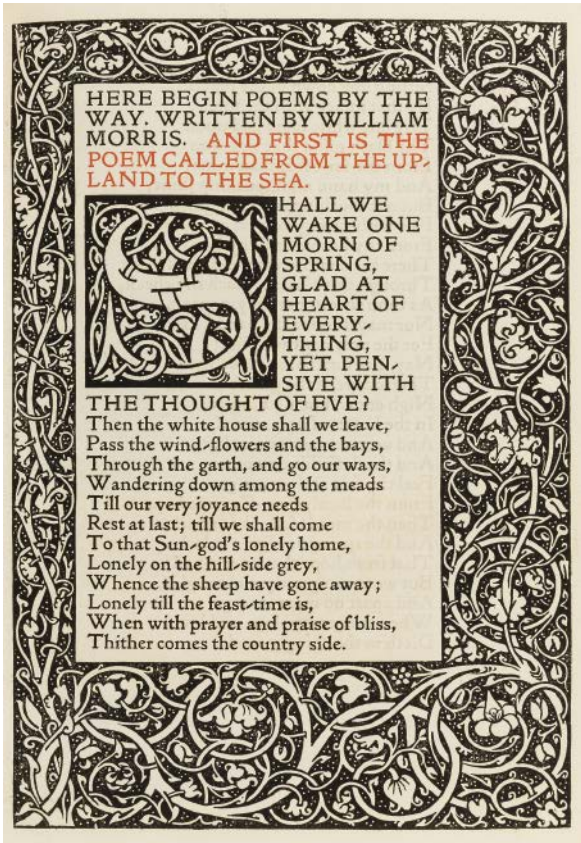 HERE BEGIN POEMS BY THE
WAY. WRITTEN BY WILLIAM
MORRIS. AND FIRST IS THE
POEM CALLED FROM THE UP-
LAND TO THE SEA.
SHALL WE
WAKE ONE
MORN OF
SPRING,
GLAD AT
HEART OF
EVERY-
THING,
YET PEN-
SIVE WITH
THE THOUGHT OF EVE?
Then the white house shall we leave,
Pass the wind-flowers and the bays,
Through the garth, and go our ways,
Wandering down among the meads
Till our very joyance needs
Rest at last; till we shall come
To that Sun-god's lonely home,
Lonely on the hill-side grey,
Whence the sheep have gone away;
Lonely till the feast-time is,
When with prayer and praise of bliss,
Thither comes the country side.